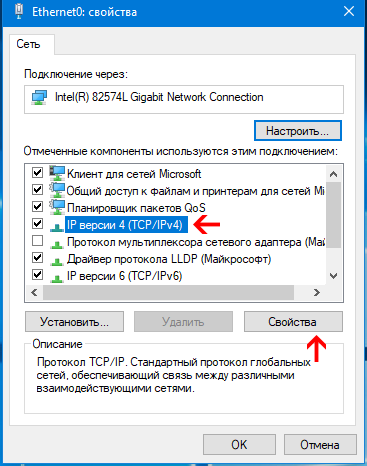 Ethernet0: свойства
Сеть
Подключение через:
Intel(R) 82574L Gigabit Network Connection
Настроить...
Отмеченные компоненты используются этим подключением:
Клиент для сетей Microsoft
Общий доступ к файлам и принтерам для сетей Mi
Планировщик пакетов QoS
IP версии 4 (TCP/IPv4)
Протокол мультиплексора сетевого адаптера (Май
Драйвер протокола LLDP (Майкрософт)
IP версии 6 (TCP/IPv6)
Установить...
Удалить
Свойства
Описание
Протокол TCP/IP. Стандартный протокол глобальных
сетей, обеспечивающий связь между различными
взаимодействующими сетями.
OK
Отмена